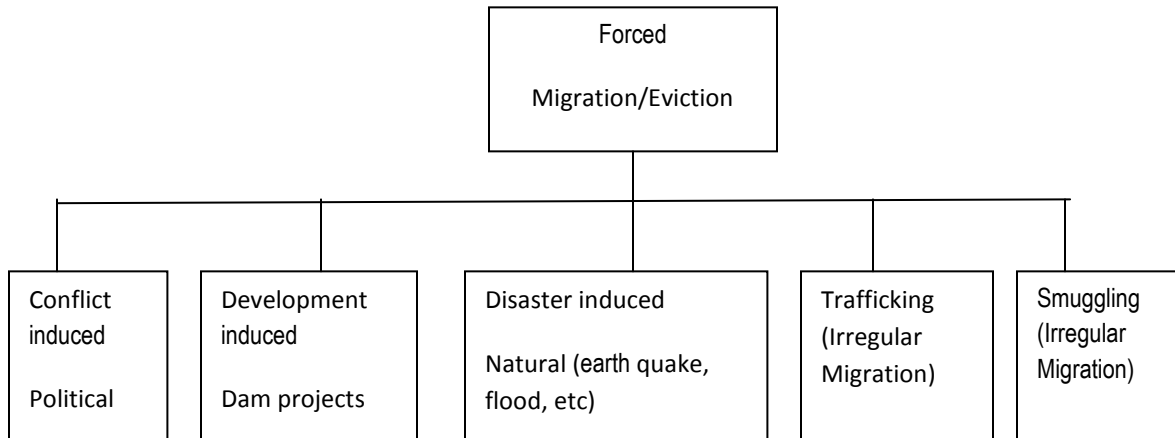 Forced
Migration/Eviction
Conflict
induced
Political
Development
induced
Dam projects
Disaster induced
Natural (earth quake,
flood, etc)
Trafficking
(Irregular
Migration)
Smuggling
(Irregular
Migration)